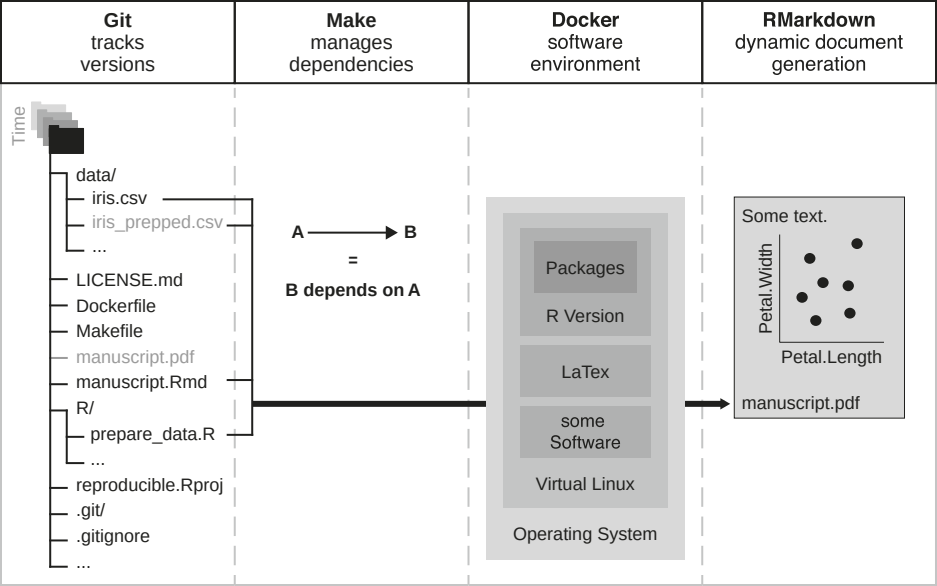 Git
tracks
versions
Make
manages
dependencies
Docker
software
environment
RMarkdown
dynamic document
generation
Time
data/
iris.csv
iris_prepped.csv
...
LICENSE.md
Dockerfile
Makefile
manuscript.pdf
manuscript.Rmd
R/
prepare_data.R
...
reproducible.Rproj
.git/
.gitignore
...
A B
=
B depends on A
Packages
R Version
LaTex
some
Software
Virtual Linux
Operating System
Some text.
Petal.Width
Petal.Length
manuscript.pdf